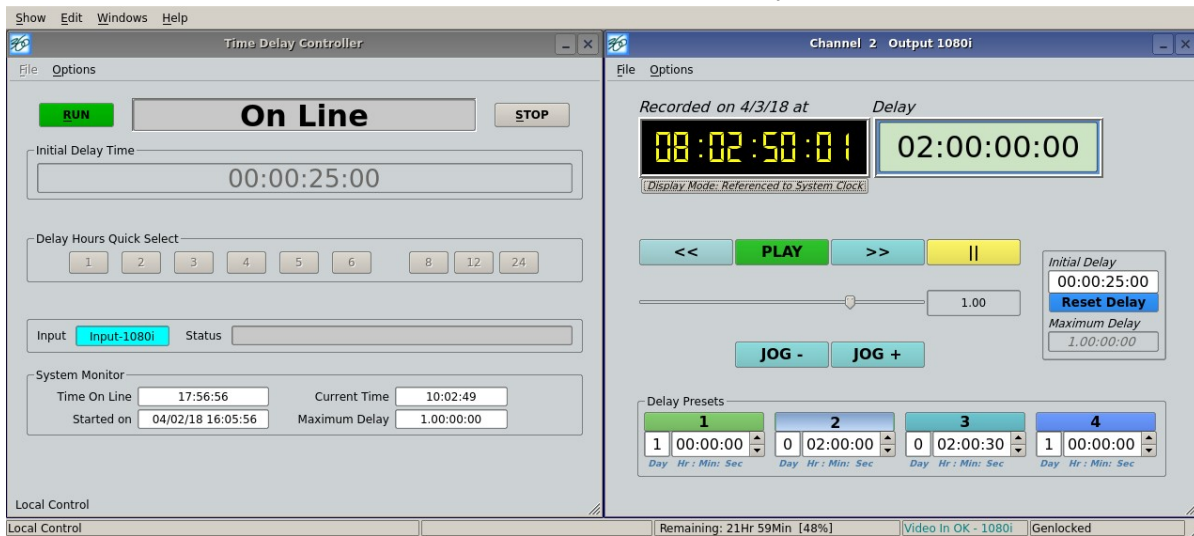 Show Edit Windows Help
Time Delay Controller
File Options
RUN On Line STOP
Initial Delay Time
00:00:25:00
Delay Hours Quick Select
1 2 3 4 5 6 8 12 24
Input Input-1080i Status
System Monitor
Time On Line 17:56:56 Current Time 10:02:49
Started on 04/02/18 16:05:56 Maximum Delay 1.00:00:00
Local Control
Channel 2 Output 1080i
File Options
Recorded on 4/3/18 at Delay
08:02:50:01 02:00:00:00
Display Mode: Referenced to System Clock
<< PLAY >> ||
1.00
JOG - JOG +
Initial Delay
00:00:25:00
Reset Delay
Maximum Delay
1.00:00:00
Delay Presets
1 2 3 4
1 00:00:00 0 02:00:00 0 02:00:30 1 00:00:00
Day Hr : Min: Sec Day Hr : Min: Sec Day Hr : Min: Sec Day Hr : Min: Sec
Local Control Remaining: 21Hr 59Min [48%] Video In OK - 1080i Genlocked